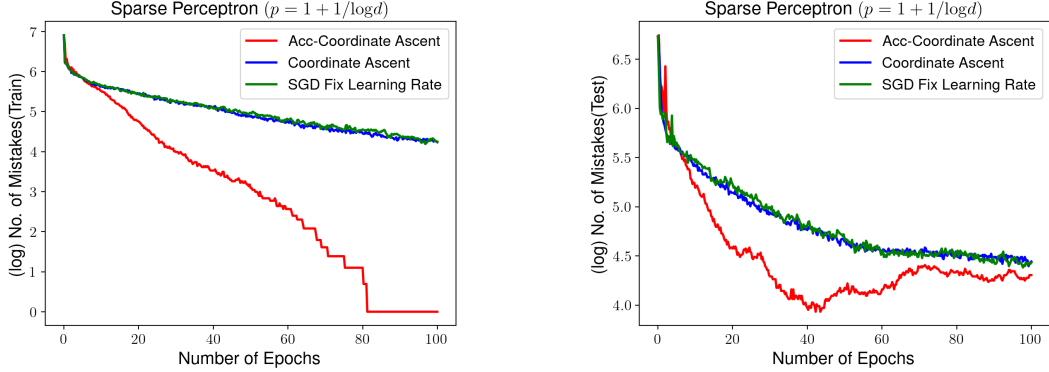 Sparse Perceptron (p = 1 + 1/logd)
(log) No. of Mistakes(Train)
7
6
5
4
3
2
1
0
Acc-Coordinate Ascent
Coordinate Ascent
SGD Fix Learning Rate
0 20 40 60 80 100
Number of Epochs
Sparse Perceptron (p = 1 + 1/logd)
(log) No. of Mistakes(Test)
6.5
6.0
5.5
5.0
4.5
4.0
Acc-Coordinate Ascent
Coordinate Ascent
SGD Fix Learning Rate
0 20 40 60 80 100
Number of Epochs